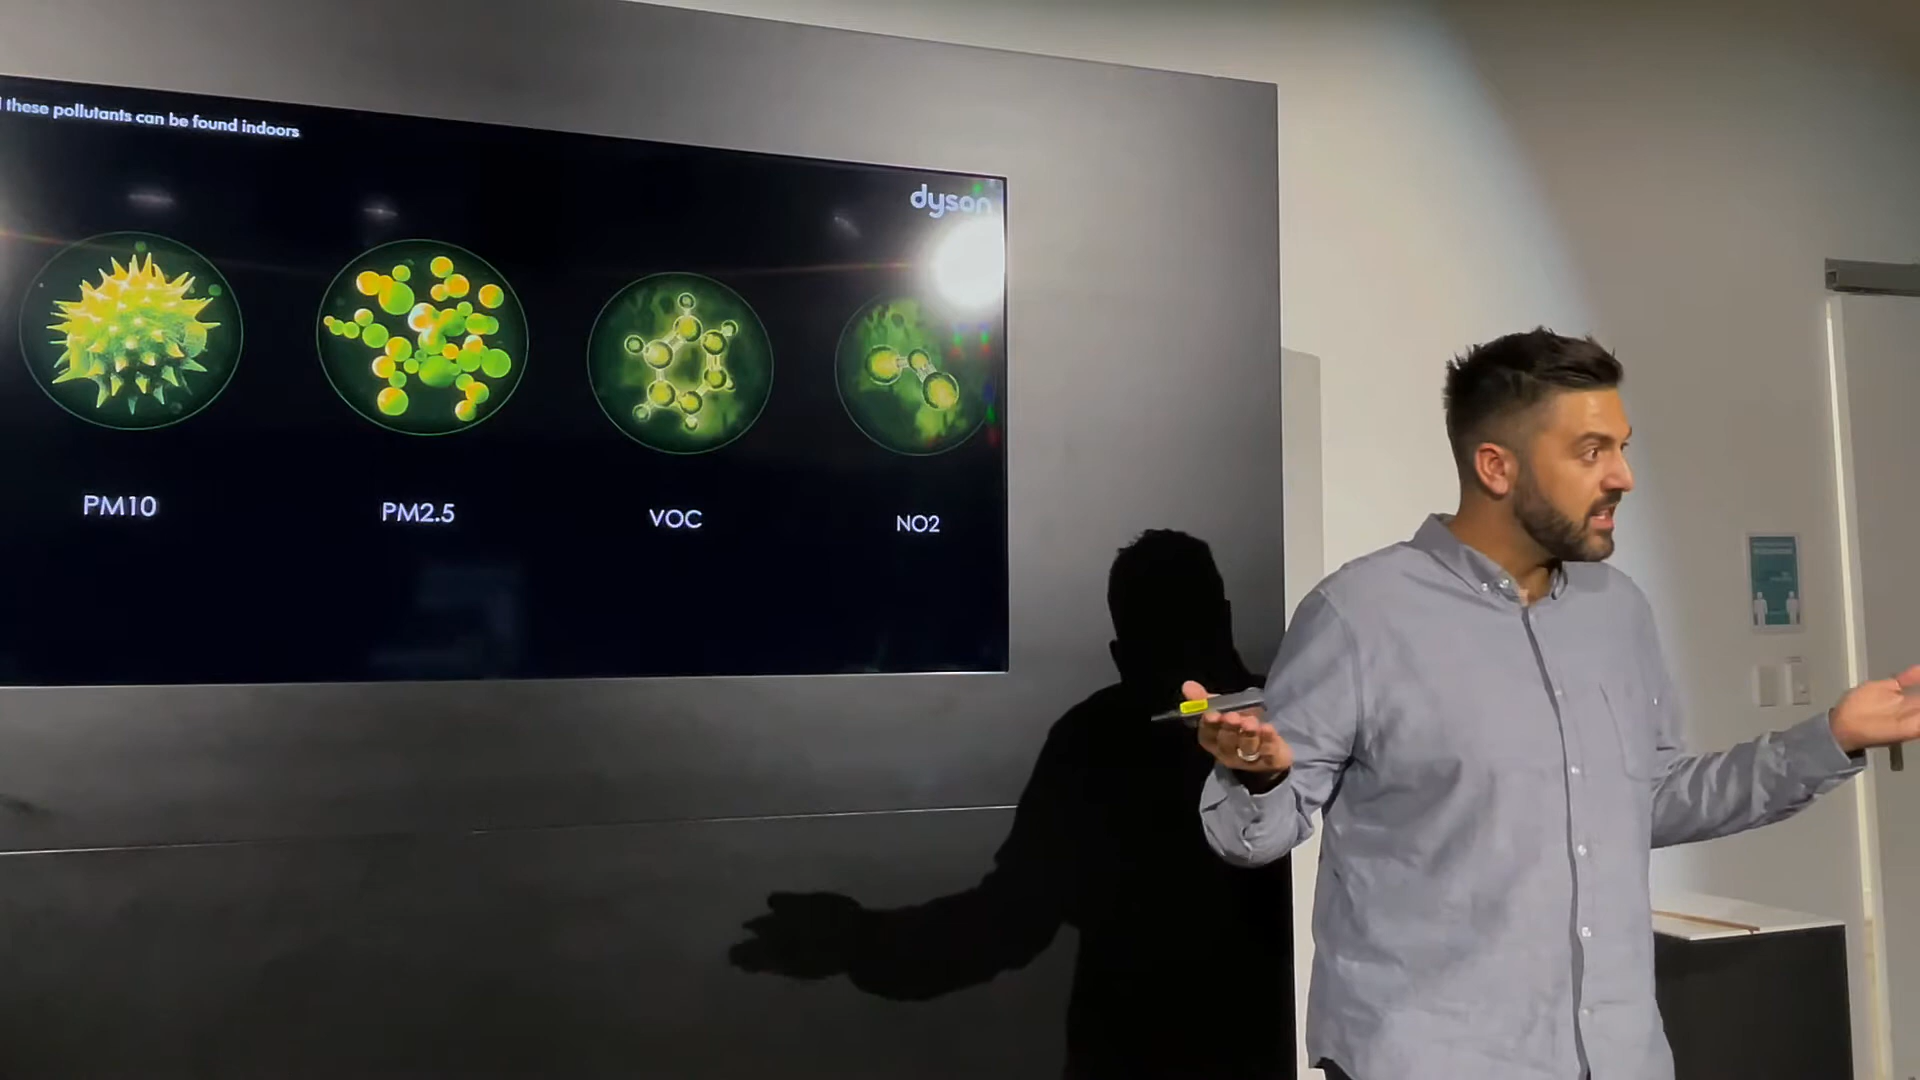 these pollutants can be found indoors
dyson
PM10
PM2.5
VOC
NO2